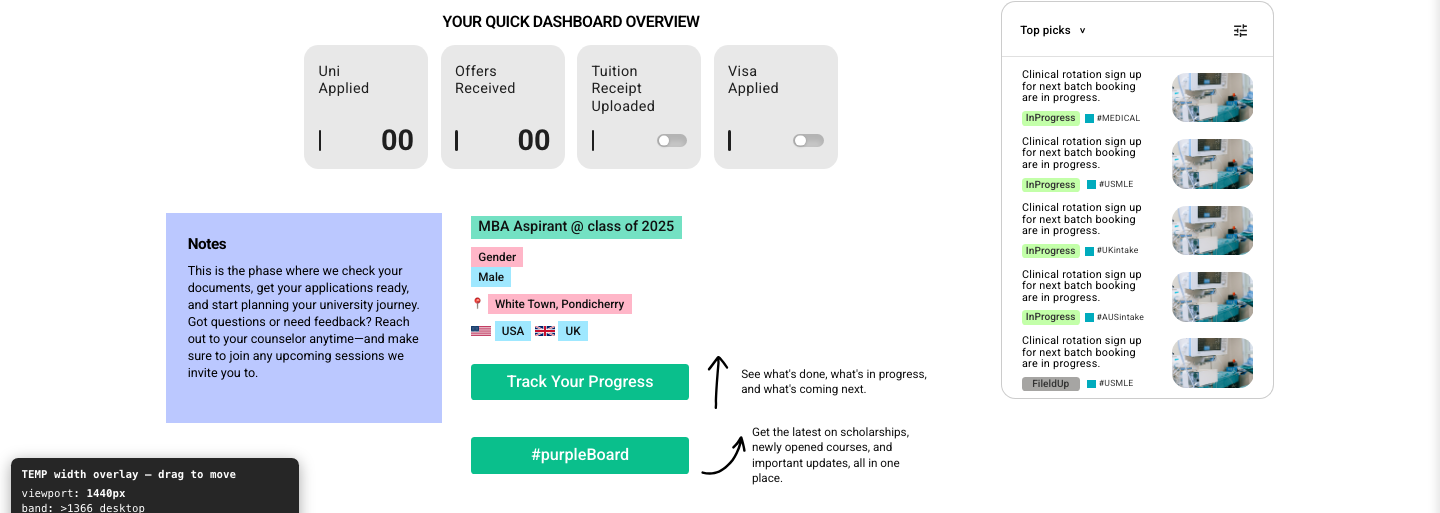 YOUR QUICK DASHBOARD OVERVIEW
Uni
Applied
00
Offers
Received
00
Tuition
Receipt
Uploaded
Visa
Applied
Notes
This is the phase where we check your
documents, get your applications ready,
and start planning your university journey.
Got questions or need feedback? Reach
out to your counselor anytime—and make
sure to join any upcoming sessions we
invite you to.
MBA Aspirant @ class of 2025
Gender
Male
White Town, Pondicherry
USA UK
Track Your Progress
See what's done, what's in progress,
and what's coming next.
#purpleBoard
Get the latest on scholarships,
newly opened courses, and
important updates, all in one
place.
Top picks v
Clinical rotation sign up
for next batch booking
are in progress.
InProgress #MEDICAL
Clinical rotation sign up
for next batch booking
are in progress.
InProgress #USMLE
Clinical rotation sign up
for next batch booking
are in progress.
InProgress #UKintake
Clinical rotation sign up
for next batch booking
are in progress.
InProgress #AUSintake
Clinical rotation sign up
for next batch booking
are in progress.
FileIdUp #USMLE
TEMP width overlay — drag to move
viewport: 1440px
band: >1366 desktop